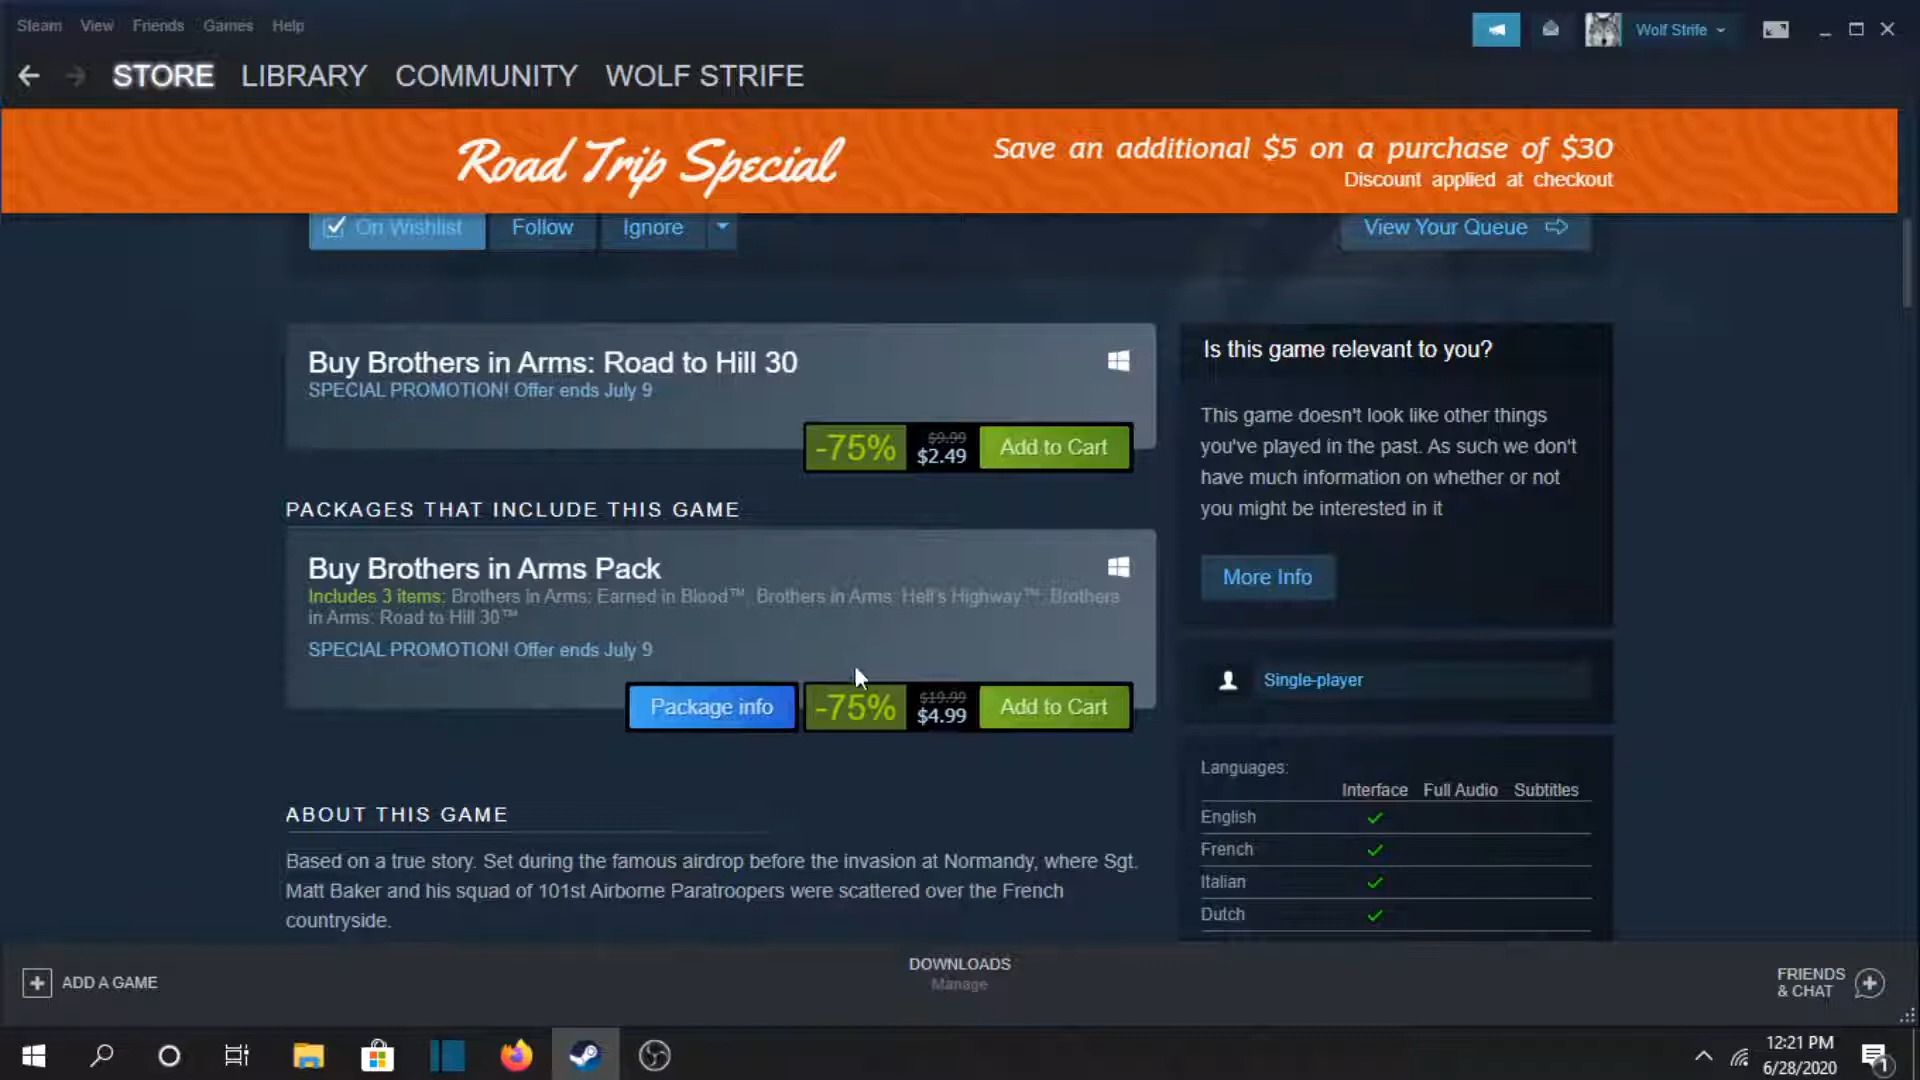 Steam View Friends Games Help
Wolf Strife
STORE LIBRARY COMMUNITY WOLF STRIFE
Road Trip Special
Save an additional $5 on a purchase of $30
Discount applied at checkout
On Wishlist Follow Ignore
View Your Queue
Buy Brothers in Arms: Road to Hill 30
SPECIAL PROMOTION! Offer ends July 9
-75% $9.99 $2.49 Add to Cart
PACKAGES THAT INCLUDE THIS GAME
Buy Brothers in Arms Pack
Includes 3 items: Brothers in Arms: Earned in Blood™, Brothers in Arms: Hell's Highway™, Brothers
in Arms: Road to Hill 30™
SPECIAL PROMOTION! Offer ends July 9
Package info -75% $19.99 $4.99 Add to Cart
ABOUT THIS GAME
Based on a true story. Set during the famous airdrop before the invasion at Normandy, where Sgt.
Matt Baker and his squad of 101st Airborne Paratroopers were scattered over the French
countryside.
Is this game relevant to you?
This game doesn't look like other things
you've played in the past. As such we don't
have much information on whether or not
you might be interested in it
More Info
Single-player
Languages:
Interface Full Audio Subtitles
English
French
Italian
Dutch
ADD A GAME
DOWNLOADS
Manage
FRIENDS
& CHAT
12:21 PM
6/28/2020
1